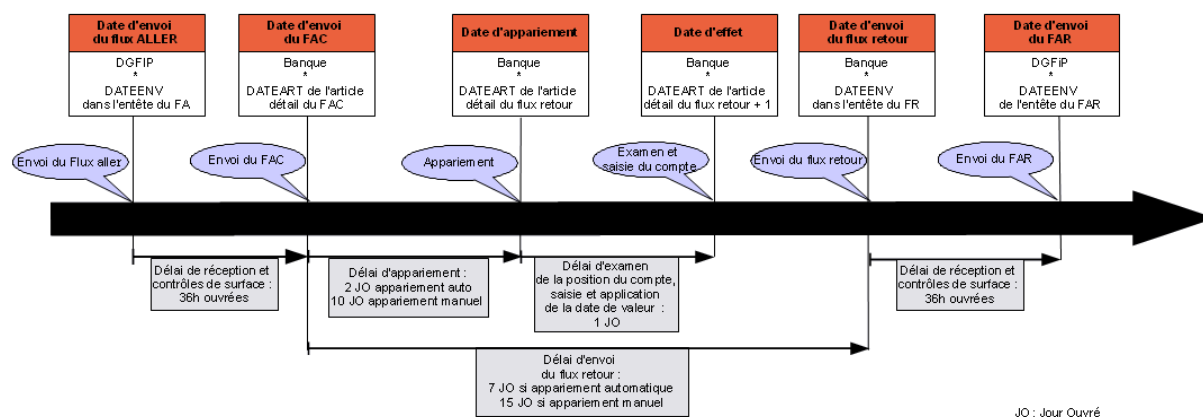 Date d'envoi
du flux ALLER
DGFIP
*
DATEENV
dans l'entête du FA
Date d'envoi
du FAC
Banque
*
DATEART de l'article
détail du FAC
Date d'appariement
Banque
*
DATEART de l'article
détail du flux retour
Date d'effet
Banque
*
DATEART de l'article
détail du flux retour + 1
Date d'envoi
du flux retour
Banque
*
DATEENV
dans l'entête du FR
Date d'envoi
du FAR
DGFiP
*
DATEENV
de l'entête du FAR
Envoi du Flux aller
Envoi du FAC
Appariement
Examen et
saisie du compte
Envoi du flux retour
Envoi du FAR
Délai de réception et
contrôles de surface :
36h ouvrées
Délai d'appariement :
2 JO appariement auto
10 JO appariement manuel
Délai d'examen
de la position du compte,
saisie et application
de la date de valeur :
1 JO
Délai de réception et
contrôles de surface :
36h ouvrées
Délai d'envoi
du flux retour :
7 JO si appariement automatique
15 JO si appariement manuel
JO : Jour Ouvré